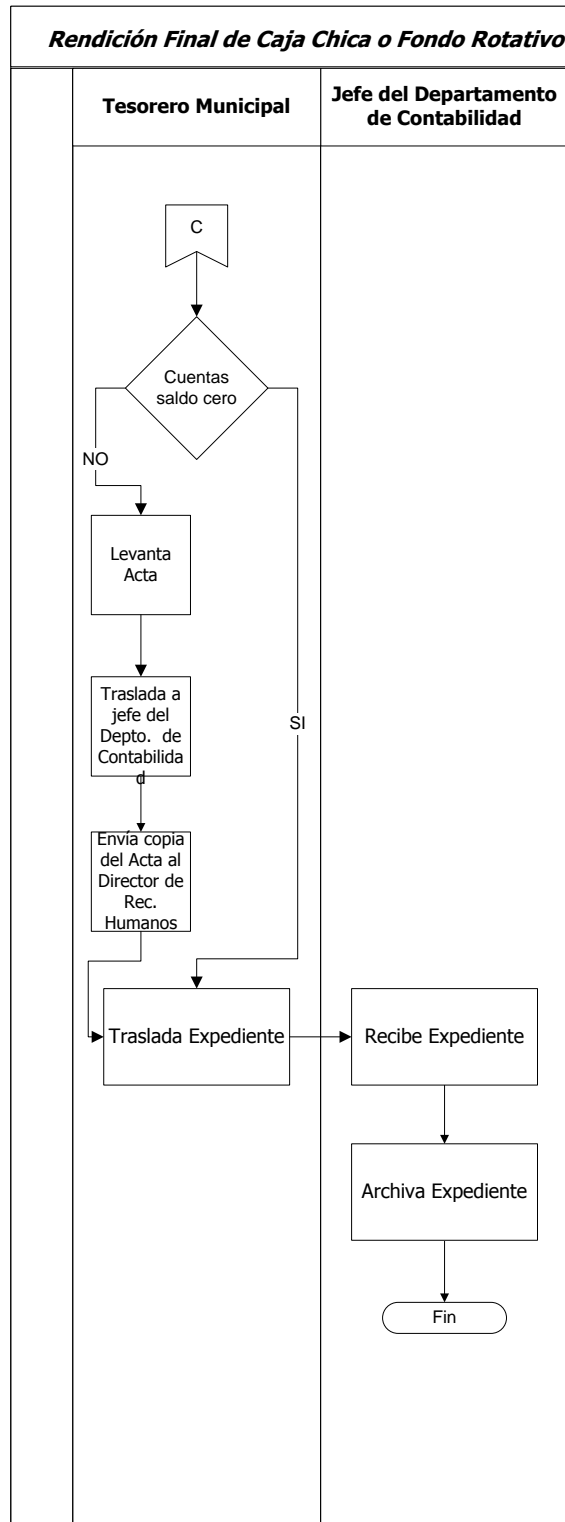 Rendición Final de Caja Chica o Fondo Rotativo
Tesorero Municipal
Jefe del Departamento
de Contabilidad
C
Cuentas
saldo cero
NO
Levanta
Acta
Traslada a
jefe del
Depto. de
Contabilida
d
SI
Envía copia
del Acta al
Director de
Rec.
Humanos
Traslada Expediente
Recibe Expediente
Archiva Expediente
Fin